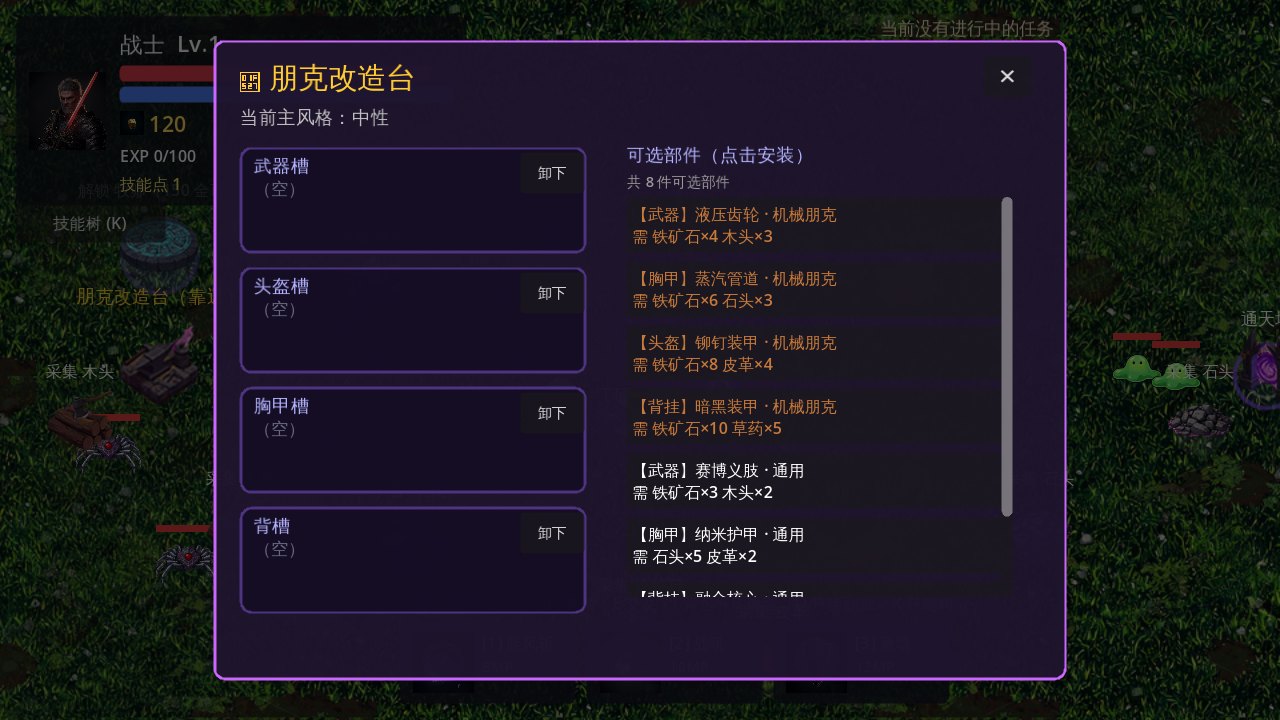 战士 Lv.1
120
EXP 0/100
技能点 1
技能树 (K)
朋克改造台（靠
采集 木头
当前没有进行中的任务
通天
采集 石头
朋克改造台
当前主风格：中性
武器槽
（空）
卸下
头盔槽
（空）
卸下
胸甲槽
（空）
卸下
背槽
（空）
卸下
可选部件（点击安装）
共 8 件可选部件
【武器】液压齿轮 · 机械朋克
需 铁矿石×4 木头×3
【胸甲】蒸汽管道 · 机械朋克
需 铁矿石×6 石头×3
【头盔】铆钉装甲 · 机械朋克
需 铁矿石×8 皮革×4
【背挂】暗黑装甲 · 机械朋克
需 铁矿石×10 草药×5
【武器】赛博义肢 · 通用
需 铁矿石×3 木头×2
【胸甲】纳米护甲 · 通用
需 石头×5 皮革×2
【背挂】融合核心 · 通用